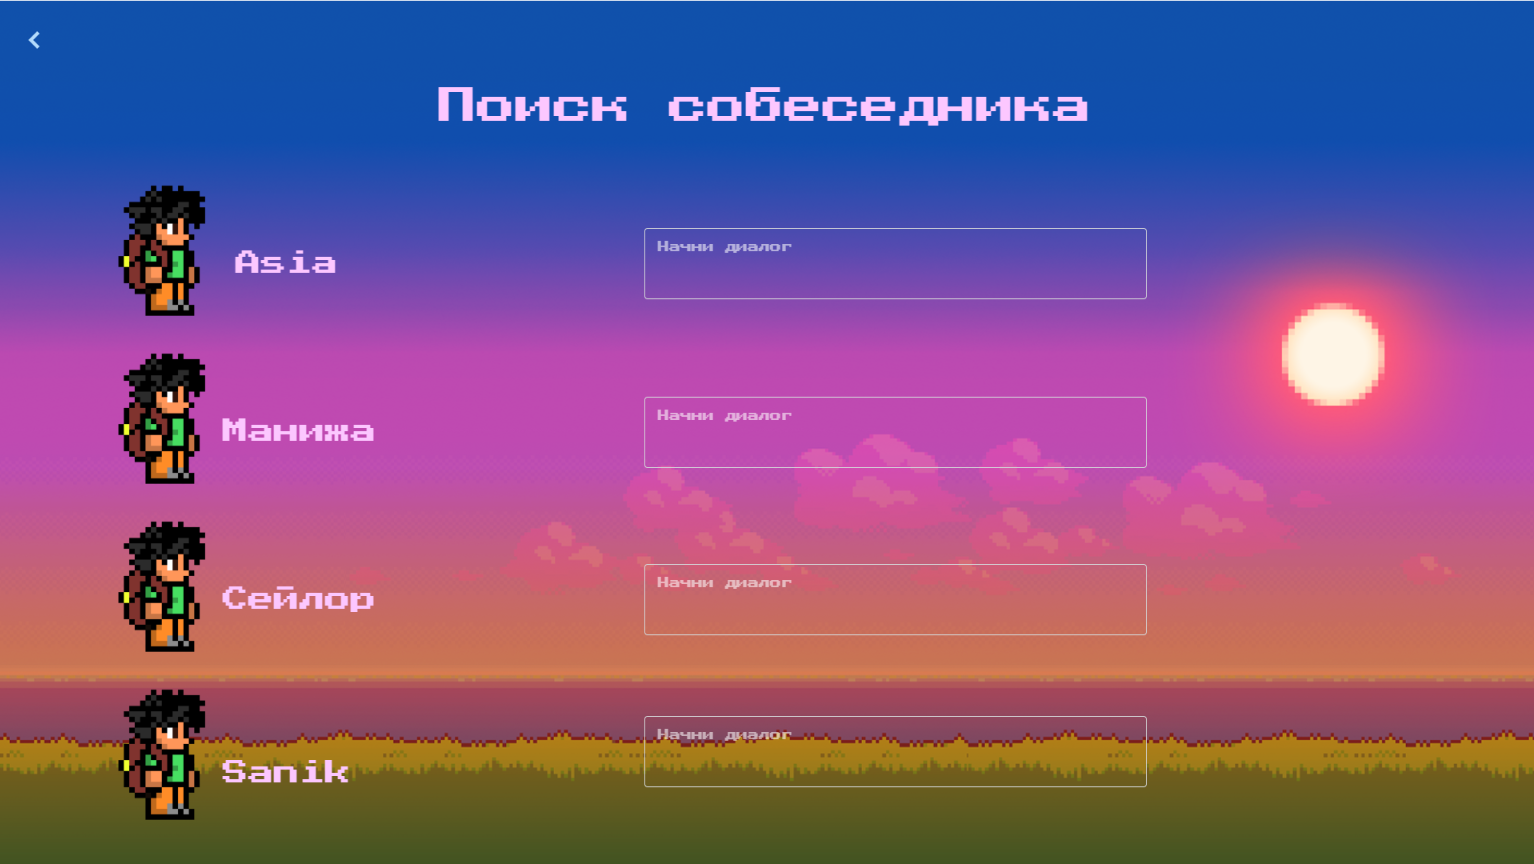 Поиск собеседника
Asia
Начни диалог
Манижа
Начни диалог
Сейлор
Начни диалог
Sanik
Начни диалог